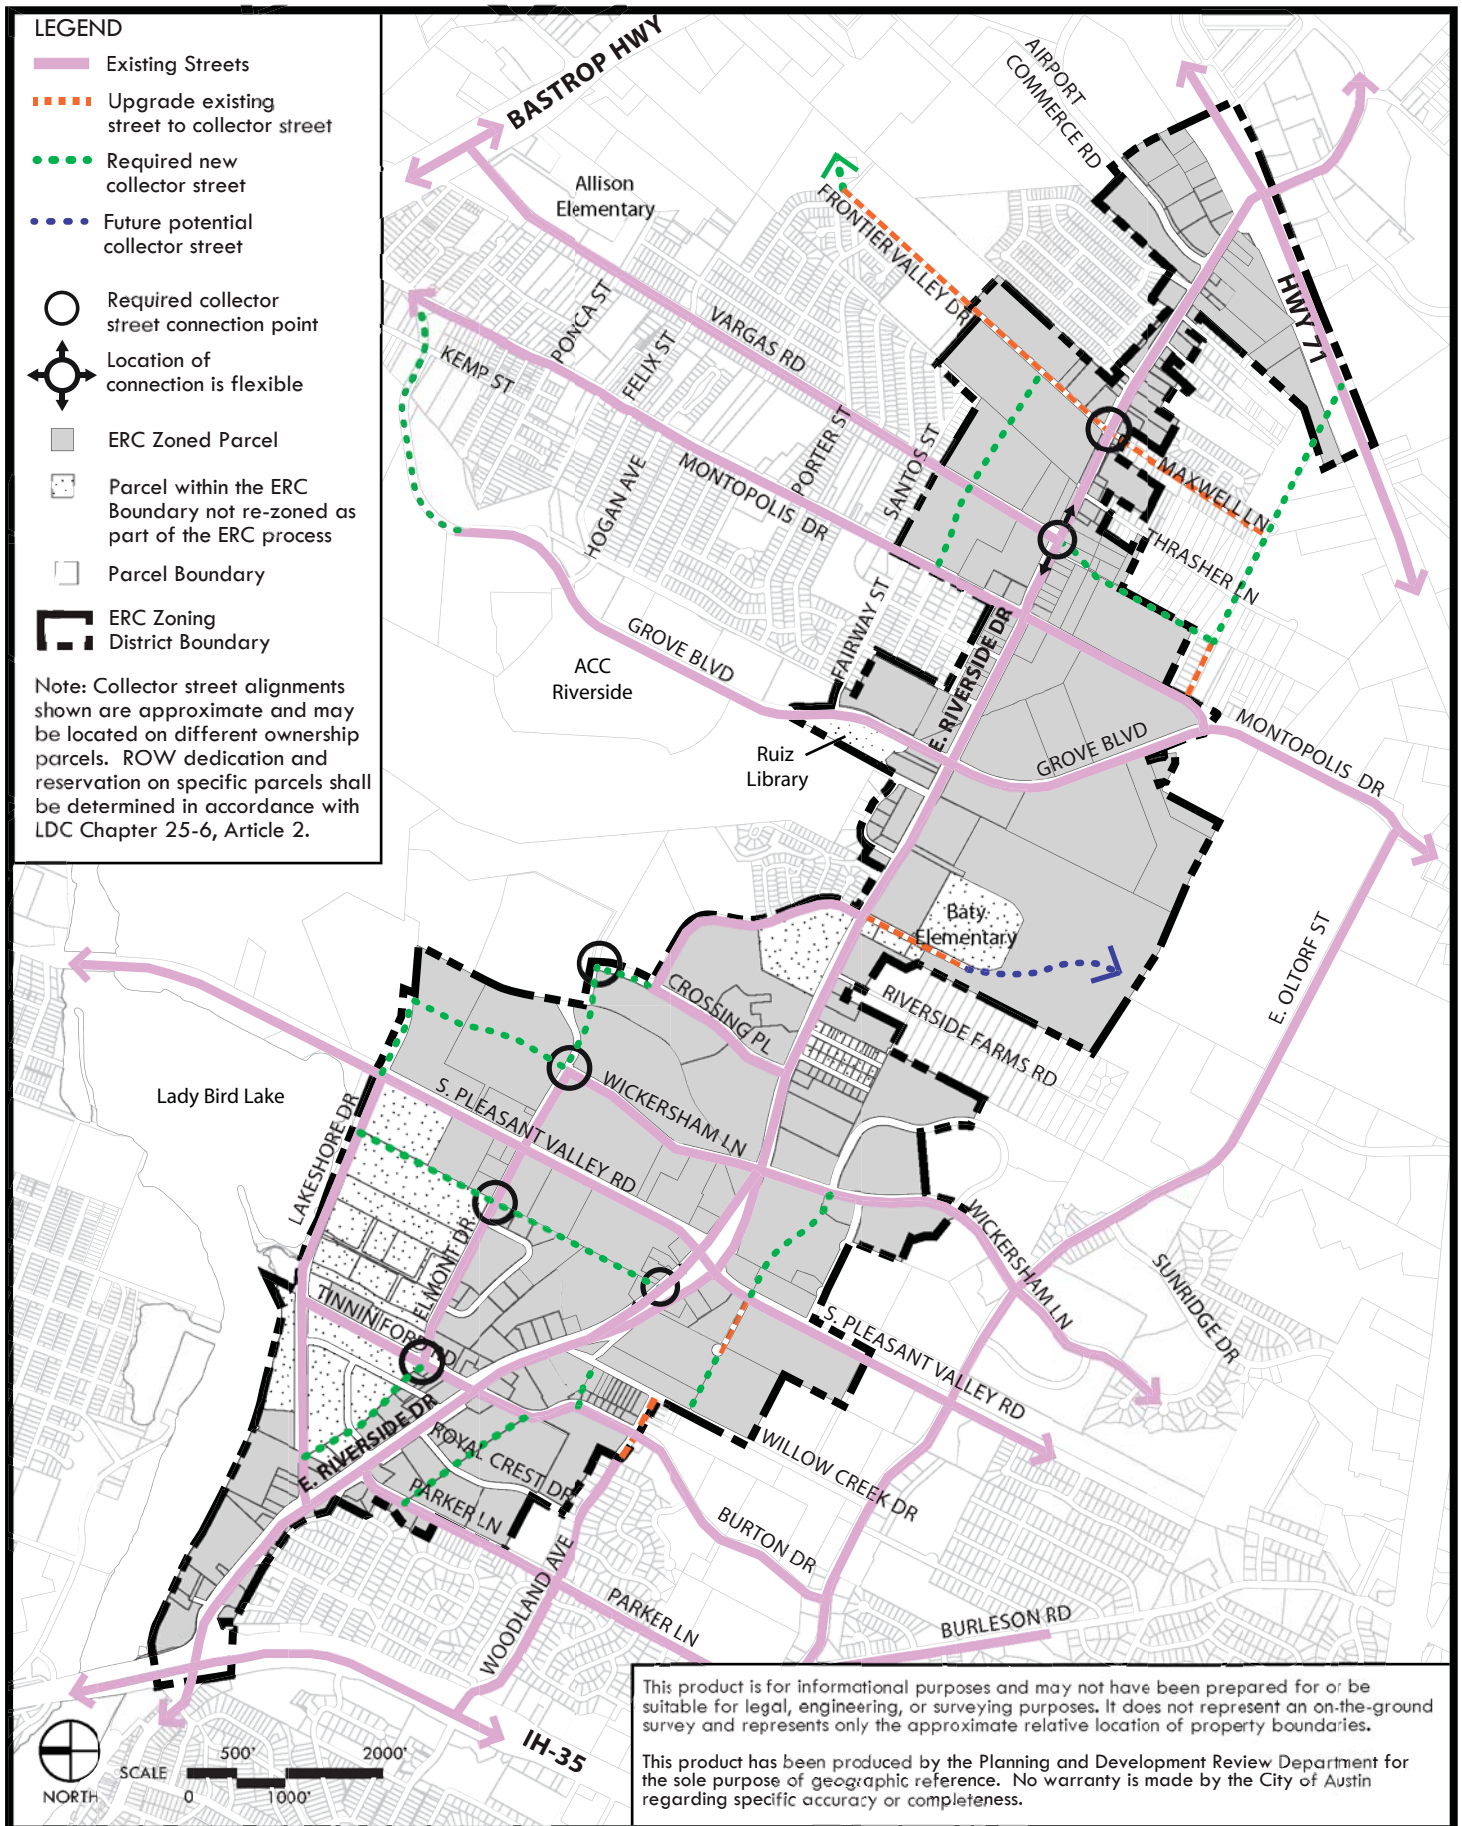 LEGEND
Existing Streets
Upgrade existing
street to collector street
Required new
collector street
Future potential
collector street
Required collector
street connection point
Location of
connection is flexible
ERC Zoned Parcel
Parcel within the ERC
Boundary not re-zoned as
part of the ERC process
Parcel Boundary
ERC Zoning
District Boundary
Note: Collector street alignments
shown are approximate and may
be located on different ownership
parcels. ROW dedication and
reservation on specific parcels shall
be determined in accordance with
LDC Chapter 25-6, Article 2.
BASTROP HWY
AIRPORT
COMMERCE RD
Allison
Elementary
FRONTIER VALLEY DR
HWY 71
PONCA ST
VARGAS RD
KEMP ST
FELIX ST
PORTER ST
SANTOS ST
MONTOPOLIS DR
HOGAN AVE
MAXWELL LN
THRASHER LN
FAIRWAY ST
GROVE BLVD
ACC
Riverside
E. RIVERSIDE DR
Ruiz
Library
GROVE BLVD
MONTOPOLIS DR
Baty
Elementary
E. OLTORF ST
CROSSING PL
RIVERSIDE FARMS RD
Lady Bird Lake
S. PLEASANT VALLEY RD
WICKERSHAM LN
LAKESHORE DR
ELMONT DR
WICKERSHAM LN
SUNRIDGE DR
TINNIN FORD RD
S. PLEASANT VALLEY RD
E. RIVERSIDE DR
ROYAL CREST DR
WILLOW CREEK DR
PARKER LN
BURTON DR
WOODLAND AVE
PARKER LN
BURLESON RD
IH-35
NORTH
SCALE
500'
2000'
0
1000'
This product is for informational purposes and may not have been prepared for or be
suitable for legal, engineering, or surveying purposes. It does not represent an on-the-ground
survey and represents only the approximate relative location of property boundaries.
This product has been produced by the Planning and Development Review Department for
the sole purpose of geographic reference. No warranty is made by the City of Austin
regarding specific accuracy or completeness.